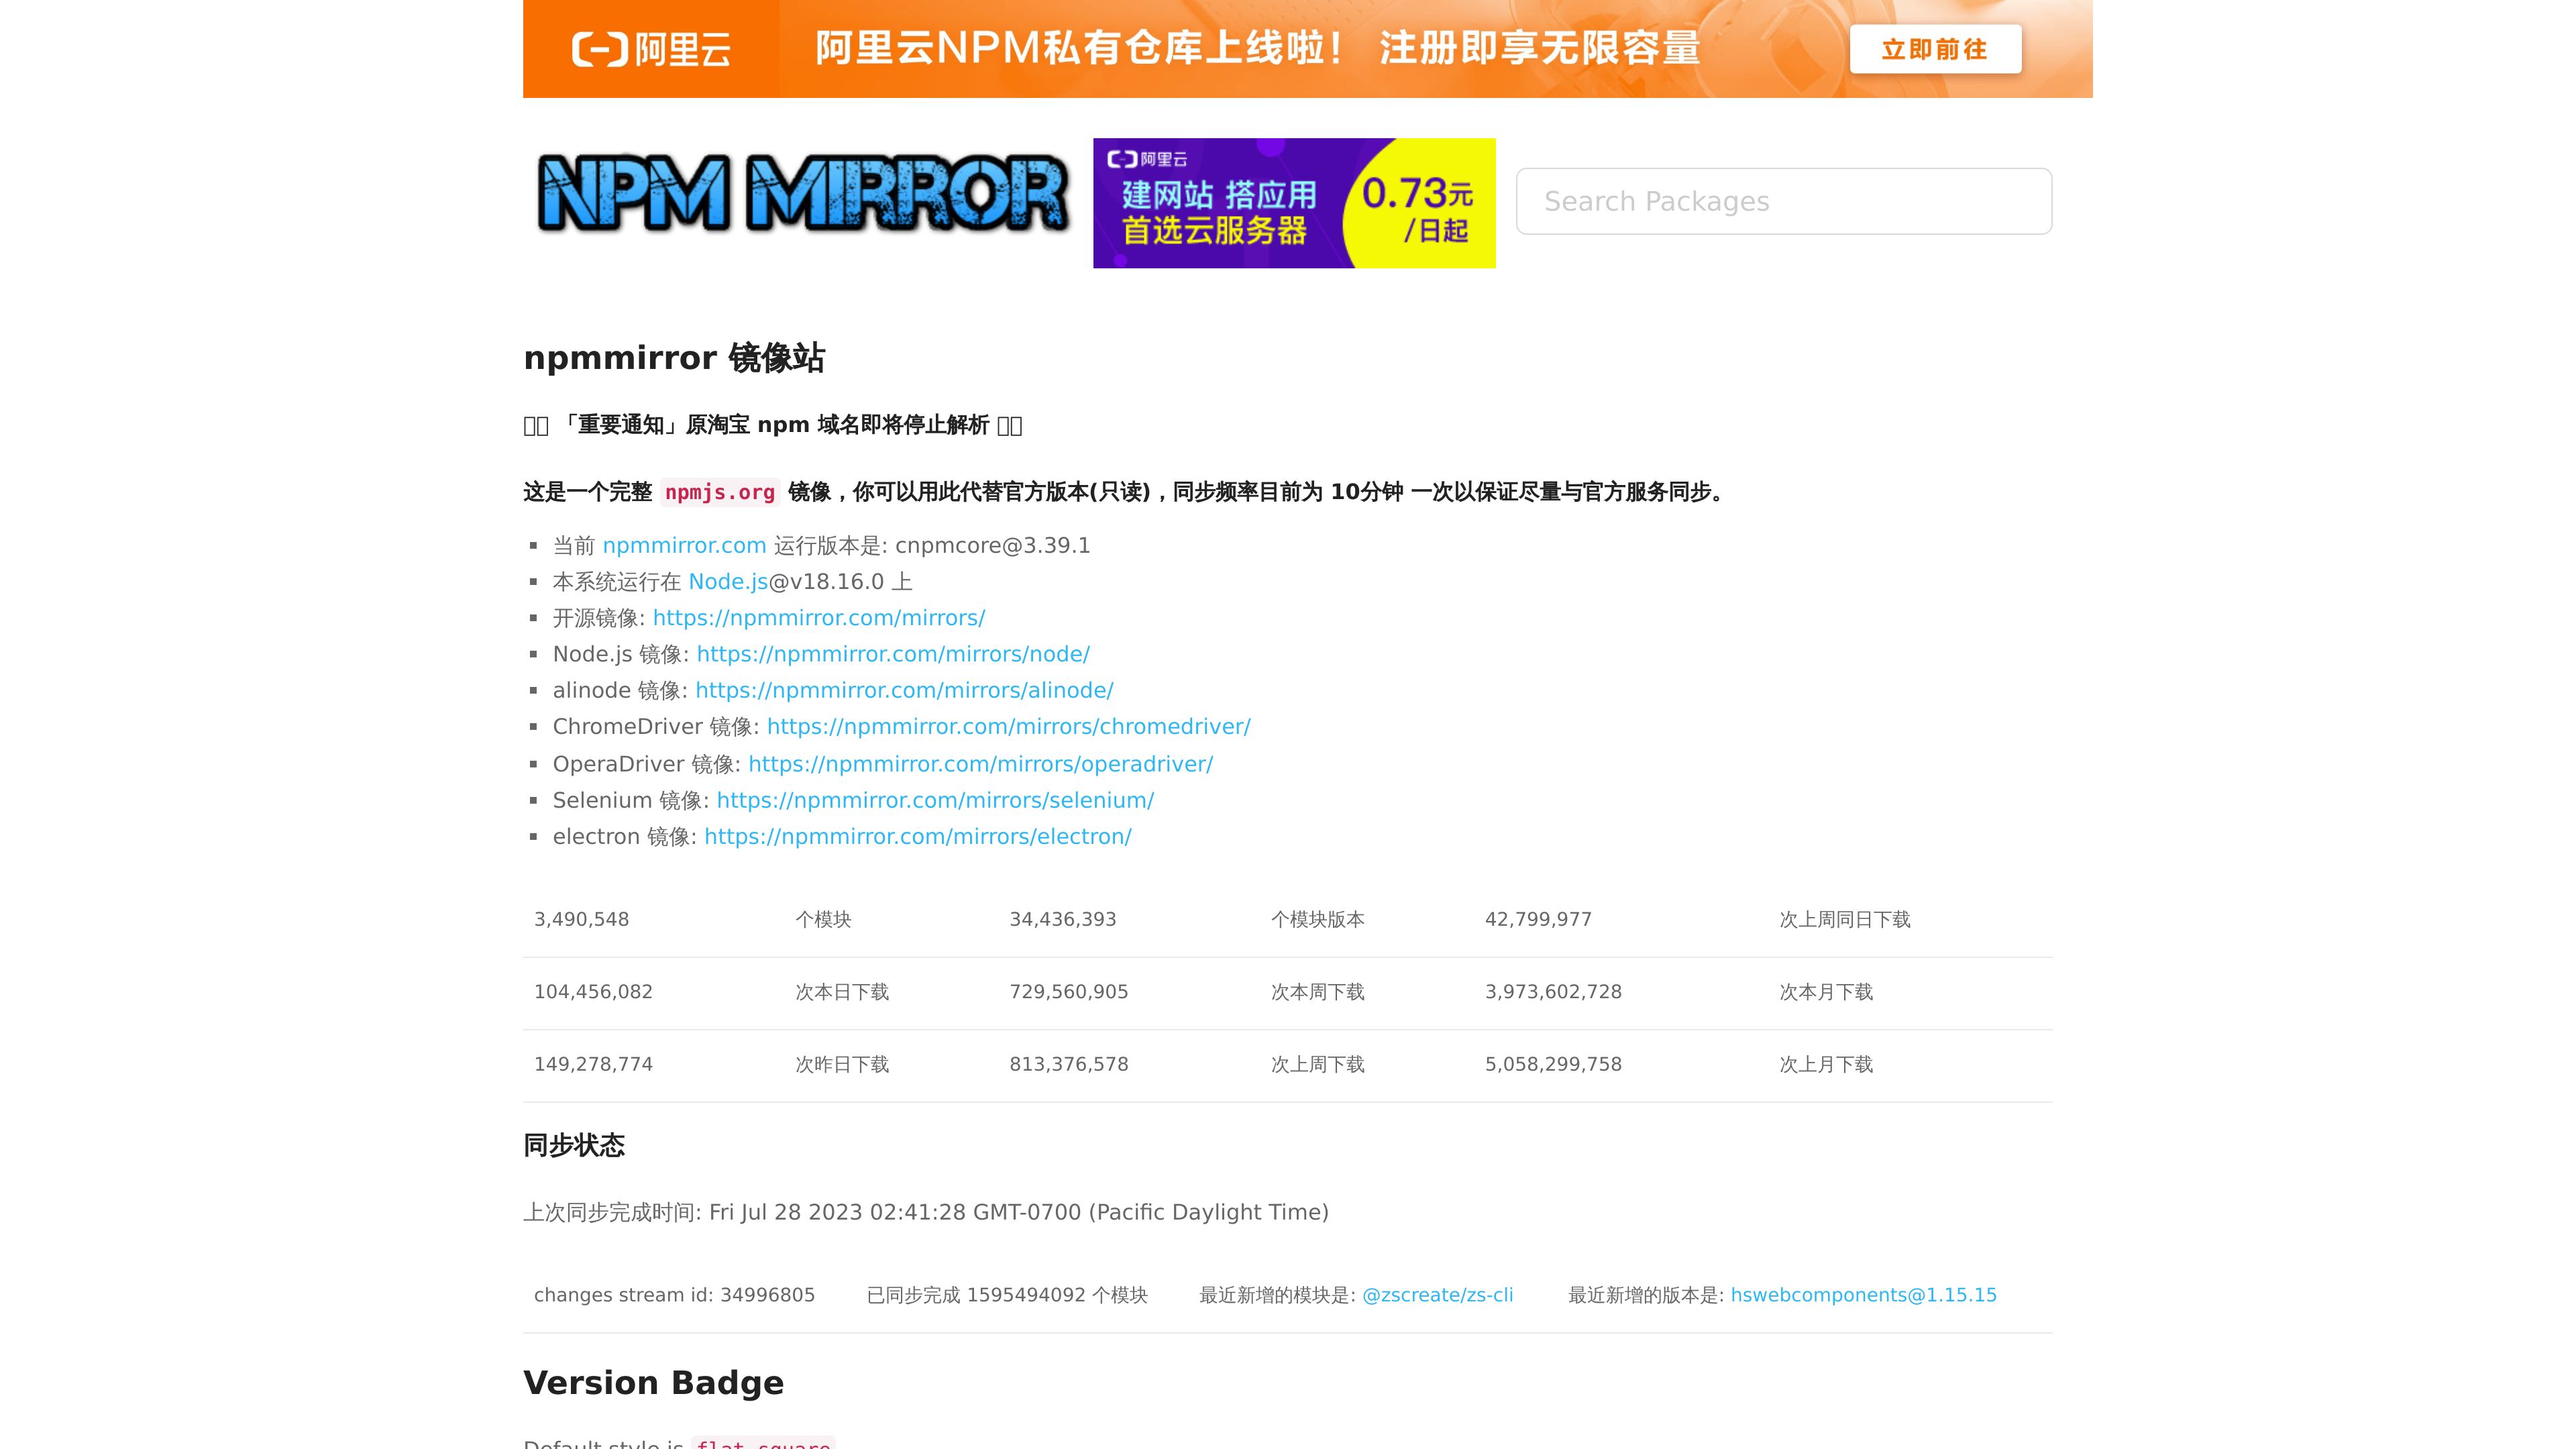 阿里云 阿里云NPM私有仓库上线啦！ 注册即享无限容量 立即前往
NPM MIRROR
阿里云
建网站 搭应用
首选云服务器
0.73元
/日起
Search Packages
npmmirror 镜像站
「重要通知」原淘宝 npm 域名即将停止解析
这是一个完整 npmjs.org 镜像，你可以用此代替官方版本(只读)，同步频率目前为 10分钟 一次以保证尽量与官方服务同步。
当前 npmmirror.com 运行版本是: cnpmcore@3.39.1
本系统运行在 Node.js@v18.16.0 上
开源镜像: https://npmmirror.com/mirrors/
Node.js 镜像: https://npmmirror.com/mirrors/node/
alinode 镜像: https://npmmirror.com/mirrors/alinode/
ChromeDriver 镜像: https://npmmirror.com/mirrors/chromedriver/
OperaDriver 镜像: https://npmmirror.com/mirrors/operadriver/
Selenium 镜像: https://npmmirror.com/mirrors/selenium/
electron 镜像: https://npmmirror.com/mirrors/electron/
3,490,548 个模块 34,436,393 个模块版本 42,799,977 次上周同日下载
104,456,082 次本日下载 729,560,905 次本周下载 3,973,602,728 次本月下载
149,278,774 次昨日下载 813,376,578 次上周下载 5,058,299,758 次上月下载
同步状态
上次同步完成时间: Fri Jul 28 2023 02:41:28 GMT-0700 (Pacific Daylight Time)
changes stream id: 34996805 已同步完成 1595494092 个模块 最近新增的模块是: @zscreate/zs-cli 最近新增的版本是: hswebcomponents@1.15.15
Version Badge
Default style is flat-square